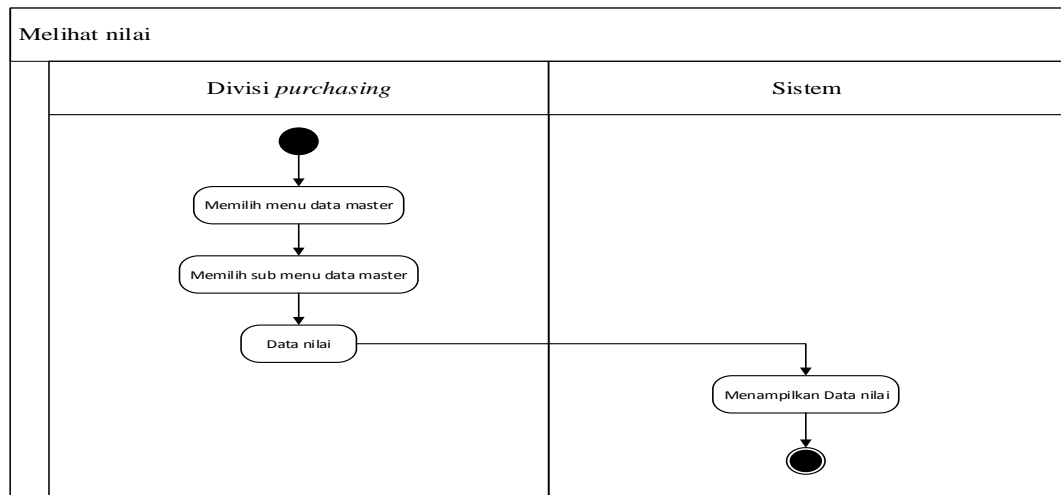 Melihat nilai
Divisi purchasing
Sistem
Memilih menu data master
Memilih sub menu data master
Data nilai
Menampilkan Data nilai